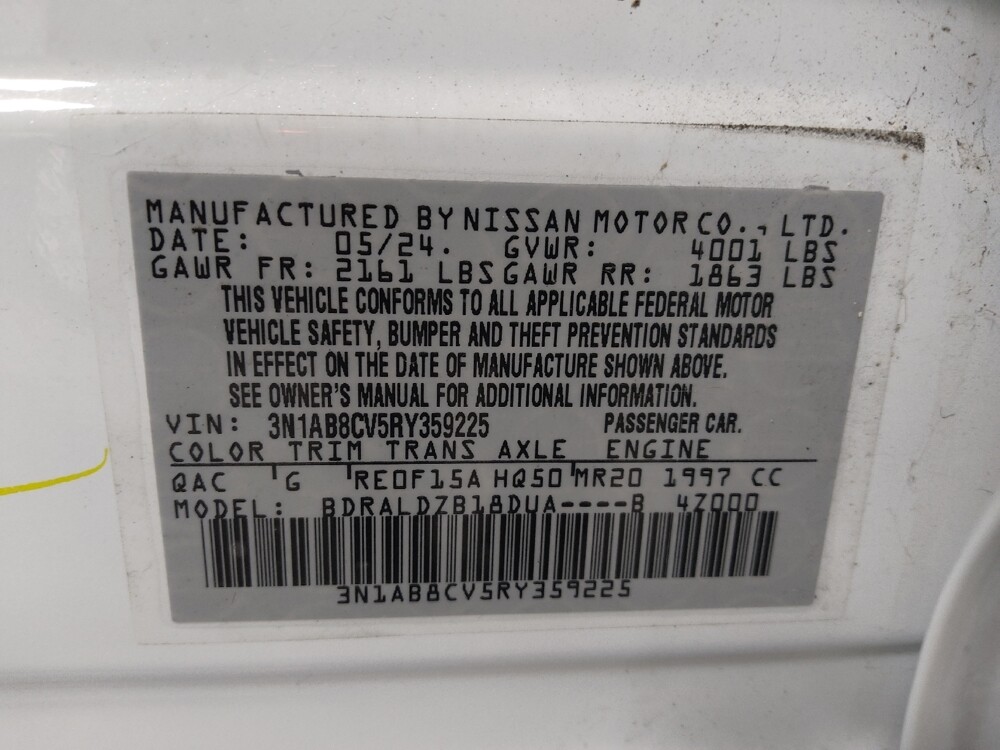 MANUFACTURED BY NISSAN MOTOR CO., LTD.
DATE: 05/24. GVWR: 4001 LBS
GAWR FR: 2161 LBS GAWR RR: 1863 LBS
THIS VEHICLE CONFORMS TO ALL APPLICABLE FEDERAL MOTOR
VEHICLE SAFETY, BUMPER AND THEFT PREVENTION STANDARDS
IN EFFECT ON THE DATE OF MANUFACTURE SHOWN ABOVE.
SEE OWNER'S MANUAL FOR ADDITIONAL INFORMATION.
VIN: 3N1AB8CV5RY359225 PASSENGER CAR.
COLOR TRIM TRANS AXLE ENGINE
QAC G RE0F15A HQ50 MR20 1997 CC
MODEL: BDRALDZB18DUA----B 4Z000
3N1AB8CV5RY359225